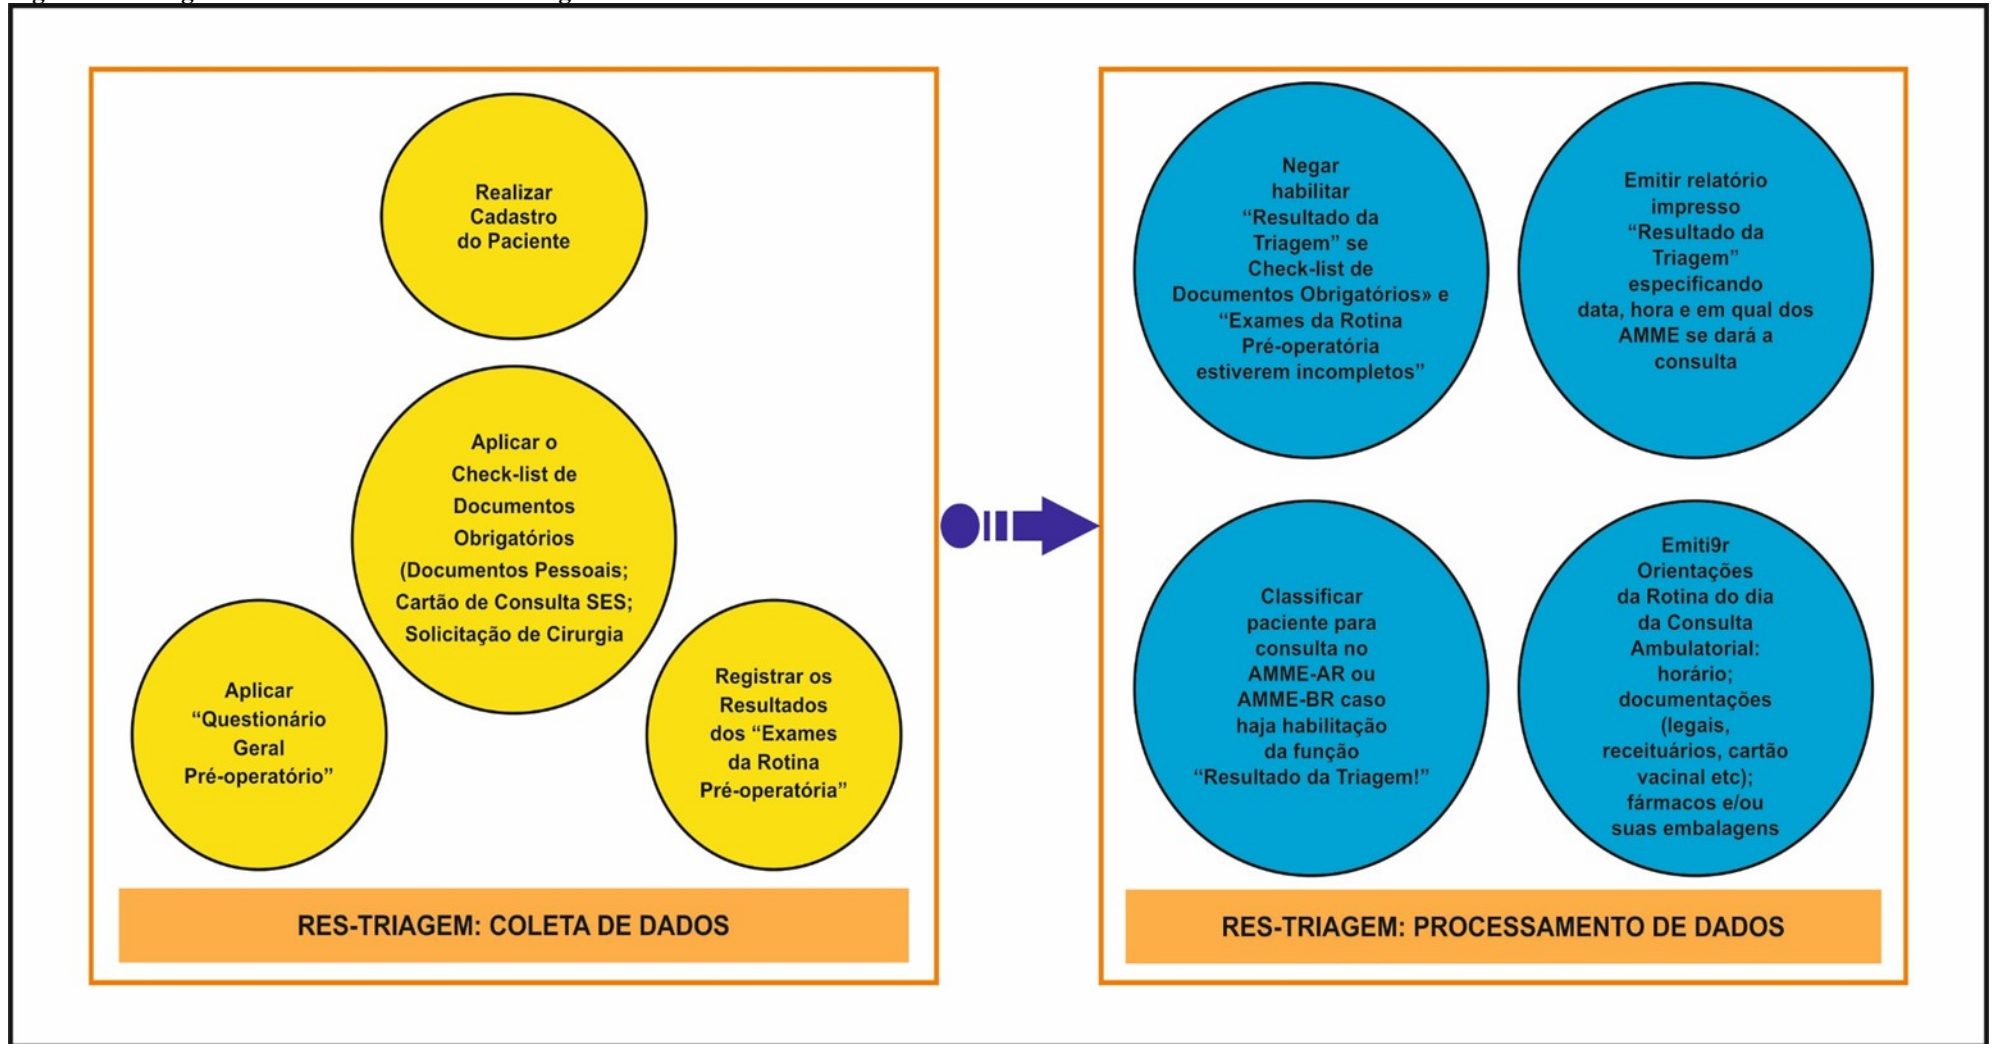 Realizar
Cadastro
do Paciente
Aplicar o
Check-list de
Documentos
Obrigatórios
(Documentos Pessoais;
Cartão de Consulta SES;
Solicitação de Cirurgia
Aplicar
“Questionário
Geral
Pré-operatório”
Registrar os
Resultados
dos “Exames
da Rotina
Pré-operatória”
RES-TRIAGEM: COLETA DE DADOS
Negar
habilitar
“Resultado da
Triagem” se
Check-list de
Documentos Obrigatórios» e
“Exames da Rotina
Pré-operatória
estiverem incompletos”
Emitir relatório
impresso
“Resultado da
Triagem”
especificando
data, hora e em qual dos
AMME se dará a
consulta
Classificar
paciente para
consulta no
AMME-AR ou
AMME-BR caso
haja habilitação
da função
“Resultado da Triagem!”
Emiti9r
Orientações
da Rotina do dia
da Consulta
Ambulatorial:
horário;
documentações
(legais,
receituários, cartão
vacinal etc);
fármacos e/ou
suas embalagens
RES-TRIAGEM: PROCESSAMENTO DE DADOS